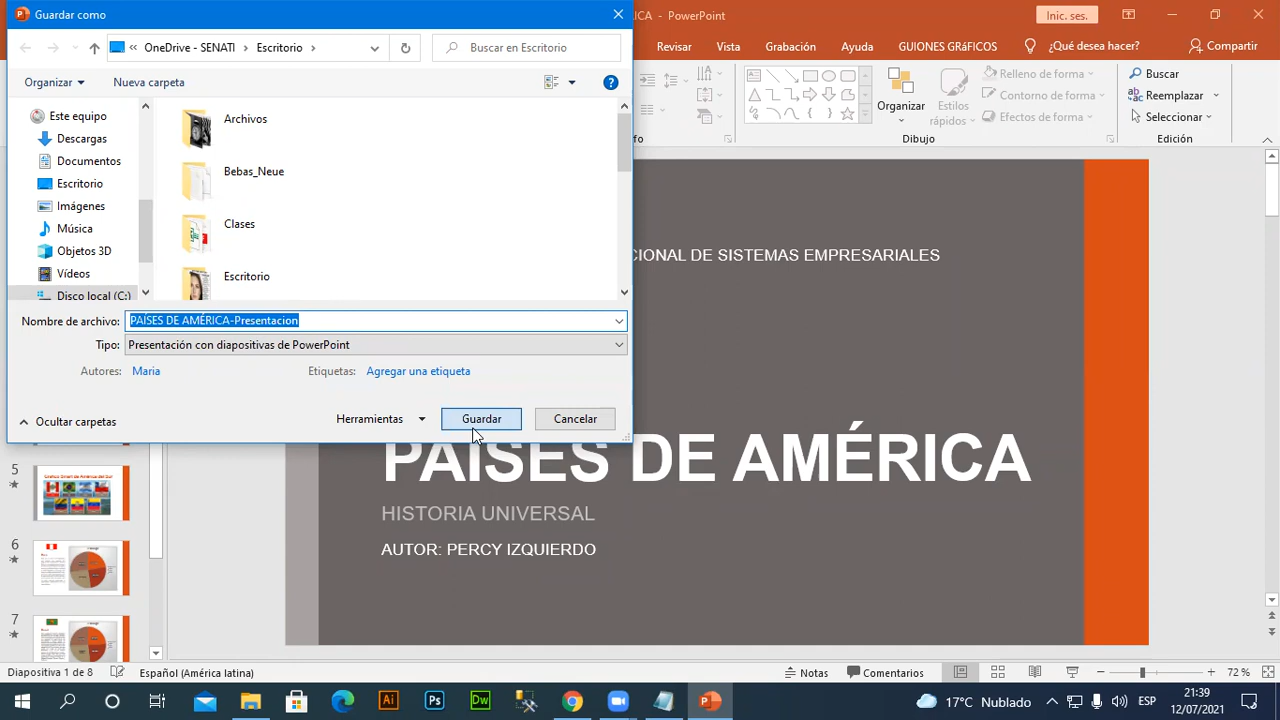 Guardar como
ICA - PowerPoint
Inic. ses.
OneDrive - SENATI
Escritorio
Buscar en Escritorio
Revisar
Vista
Grabación
Ayuda
GUIONES GRáFICOS
¿Qué desea hacer?
Compartir
Organizar
Nueva carpeta
Relleno de forma
Contorno de forma
Efectos de forma
Organizar
Estilos
rápidos
Buscar
Reemplazar
Seleccionar
Dibujo
Edición
Este equipo
Descargas
Documentos
Escritorio
Imágenes
Música
Objetos 3D
Vídeos
Disco local (C:)
Archivos
Bebas_Neue
Clases
Escritorio
Nombre de archivo:
PAÍSES DE AMÉRICA-Presentacion
Tipo:
Presentación con diapositivas de PowerPoint
Autores:
Maria
Etiquetas:
Agregar una etiqueta
Ocultar carpetas
Herramientas
Guardar
Cancelar
CIONAL DE SISTEMAS EMPRESARIALES
PAÍSES DE AMÉRICA
HISTORIA UNIVERSAL
AUTOR: PERCY IZQUIERDO
5
6
7
Diapositiva 1 de 8
Español (América latina)
Notas
Comentarios
72 %
Ai
Ps
Dw
17°C Nublado
ESP
21:39
12/07/2021